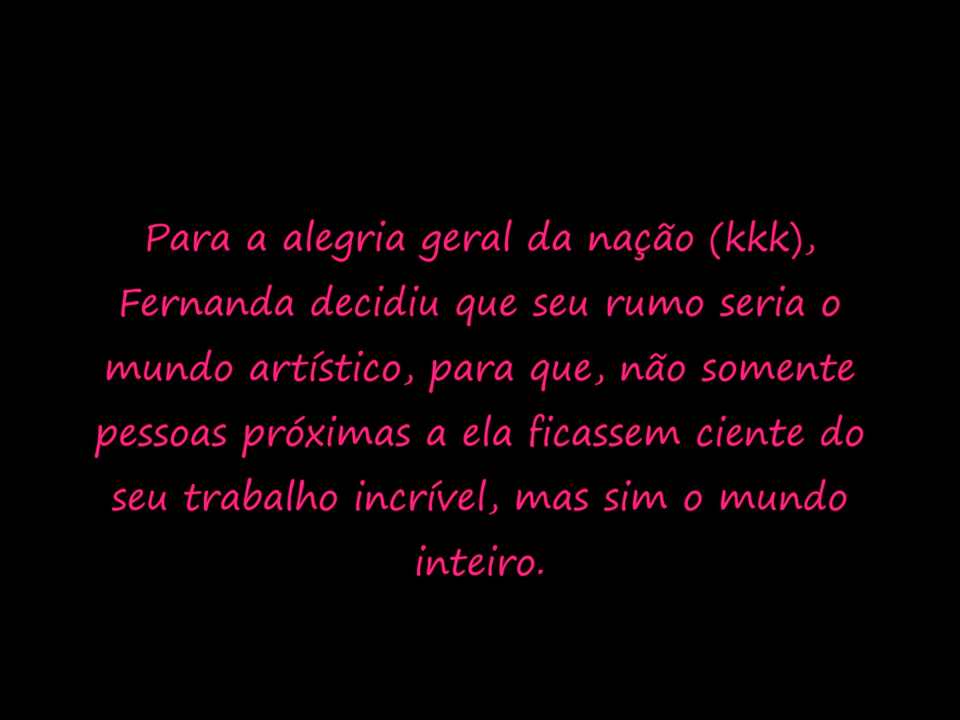 Para a alegria geral da nação (kkk),
Fernanda decidiu que seu rumo seria o
mundo artístico, para que, não somente
pessoas próximas a ela ficassem ciente do
seu trabalho incrível, mas sim o mundo
inteiro.